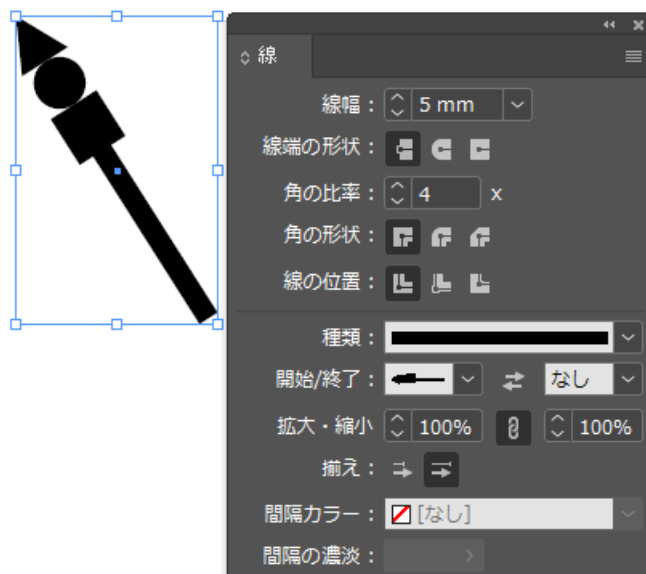 線
線幅： 5 mm
線端の形状：
角の比率： 4 x
角の形状：
線の位置：
種類：
開始/終了： なし
拡大・縮小 100% 100%
揃え：
間隔カラー： [なし]
間隔の濃淡：